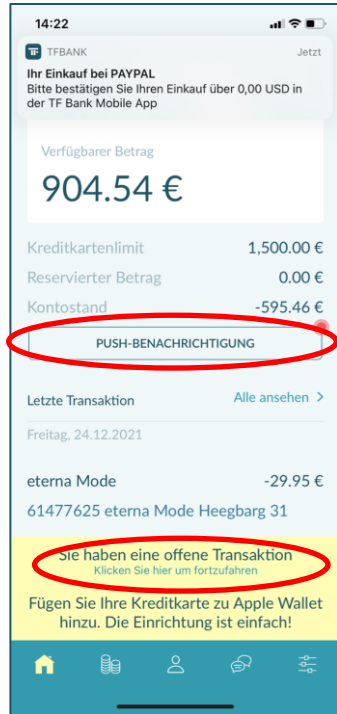 14:22
TF TFBANK Jetzt
Ihr Einkauf bei PAYPAL
Bitte bestätigen Sie Ihren Einkauf über 0,00 USD in
der TF Bank Mobile App
Verfügbarer Betrag
904.54 €
Kreditkartenlimit 1,500.00 €
Reservierter Betrag 0.00 €
Kontostand -595.46 €
PUSH-BENACHRICHTIGUNG
Letzte Transaktion Alle ansehen >
Freitag, 24.12.2021
eterna Mode -29.95 €
61477625 eterna Mode Heegbarg 31
Sie haben eine offene Transaktion
Klicken Sie hier um fortzufahren
Fügen Sie Ihre Kreditkarte zu Apple Wallet
hinzu. Die Einrichtung ist einfach!